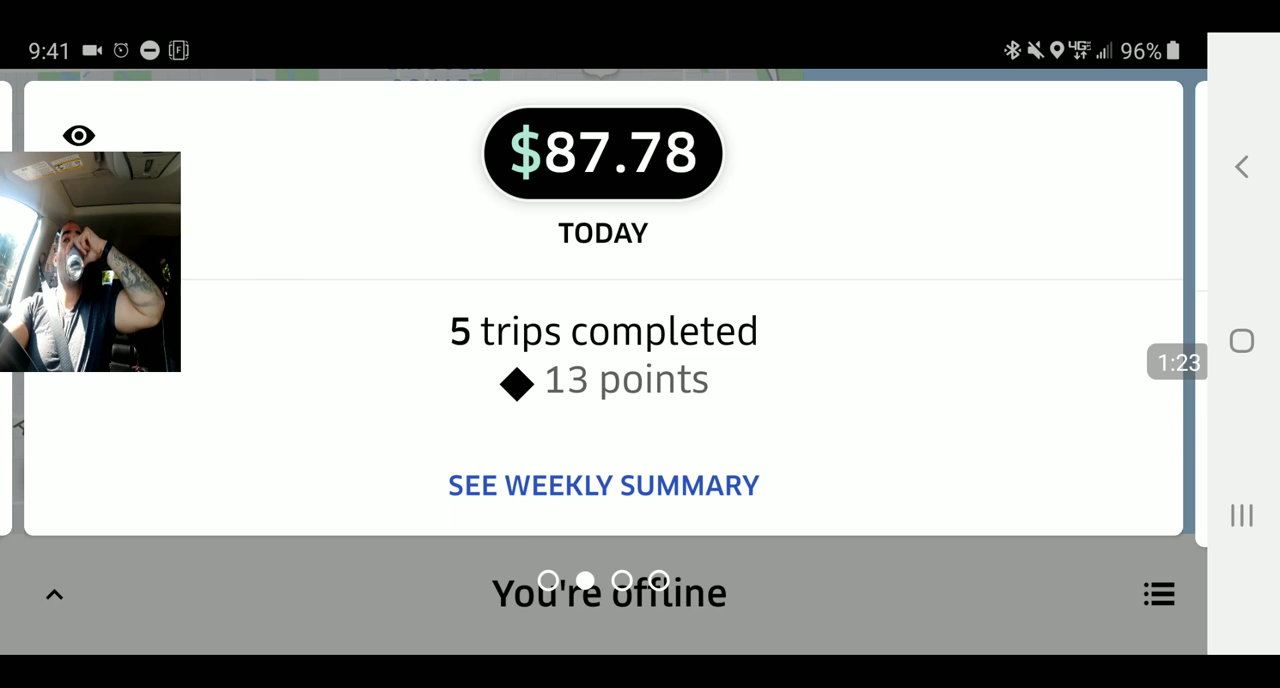 9:41
4GE 96%
$87.78
TODAY
5 trips completed
13 points
1:23
SEE WEEKLY SUMMARY
You're offline